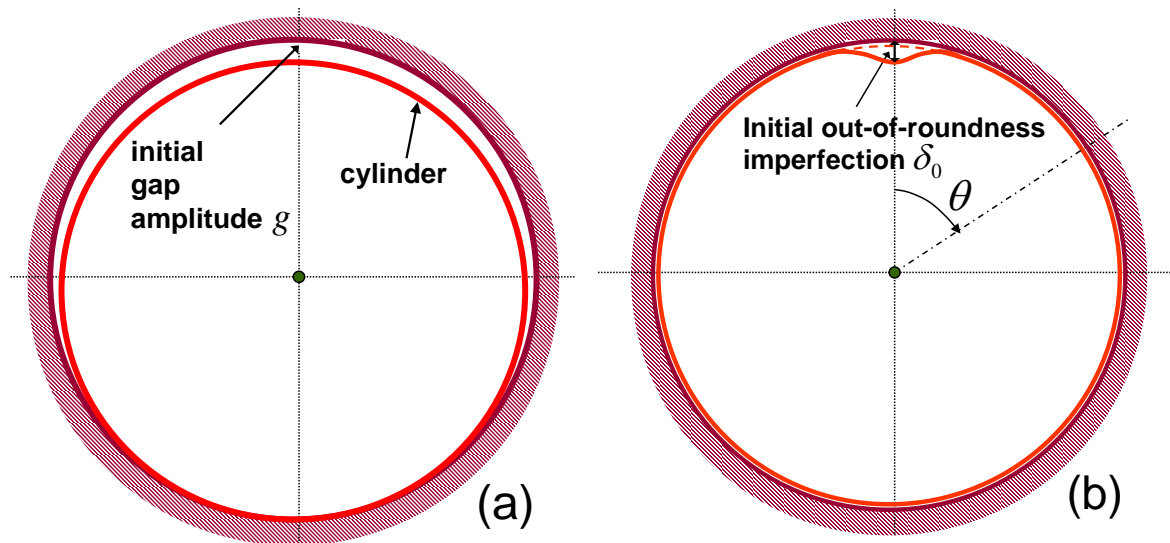 initial
gap
amplitude g
cylinder
(a)
Initial out-of-roundness
imperfection δ₀
θ
(b)